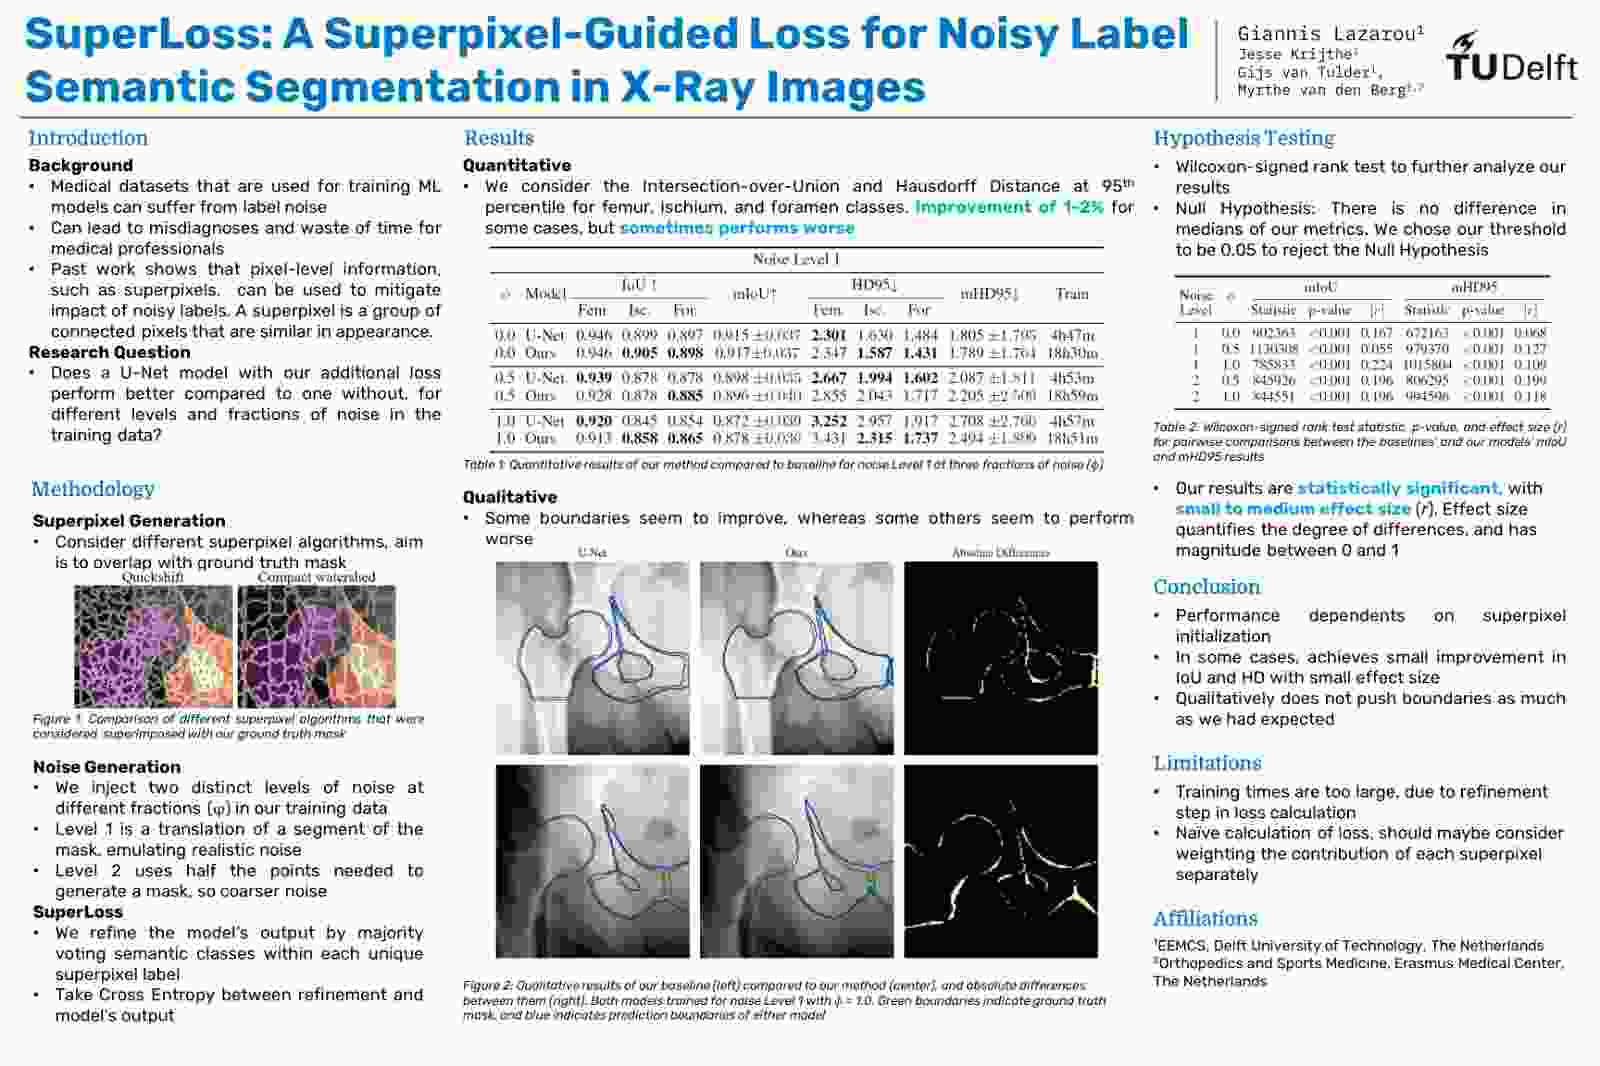 SuperLoss: A Superpixel-Guided Loss for Noisy Label
Semantic Segmentation in X-Ray Images
Giannis Lazarou¹
Jesse Krijthe¹
Gijs van Tulder¹,
Myrthe van den Berg¹,²
TUDelft
Introduction
Background
• Medical datasets that are used for training ML
models can suffer from label noise
• Can lead to misdiagnoses and waste of time for
medical professionals
• Past work shows that pixel-level information,
such as superpixels, can be used to mitigate
impact of noisy labels. A superpixel is a group of
connected pixels that are similar in appearance.
Research Question
• Does a U-Net model with our additional loss
perform better compared to one without, for
different levels and fractions of noise in the
training data?
Methodology
Superpixel Generation
• Consider different superpixel algorithms, aim
is to overlap with ground truth mask
Quickshift Compact watershed
Figure 1: Comparison of different superpixel algorithms that were
considered, superimposed with our ground truth mask
Noise Generation
• We inject two distinct levels of noise at
different fractions (φ) in our training data
• Level 1 is a translation of a segment of the
mask, emulating realistic noise
• Level 2 uses half the points needed to
generate a mask, so coarser noise
SuperLoss
• We refine the model's output by majority
voting semantic classes within each unique
superpixel label
• Take Cross Entropy between refinement and
model's output
Results
Quantitative
• We consider the Intersection-over-Union and Hausdorff Distance at 95th
percentile for femur, ischium, and foramen classes. Improvement of 1-2% for
some cases, but sometimes performs worse
Noise Level 1
ϕ Model IoU ↑ mIoU↑ HD95↓ mHD95↓ Train
Fem. Isc. For. Fem. Isc. For.
0.0 U-Net 0.946 0.899 0.897 0.915 ±0.037 2.301 1.630 1.484 1.805 ±1.795 4h47m
0.0 Ours 0.946 0.905 0.898 0.917±0.037 2.347 1.587 1.431 1.789 ±1.764 18h30m
0.5 U-Net 0.939 0.878 0.878 0.898 ±0.035 2.667 1.994 1.602 2.087 ±1.811 4h53m
0.5 Ours 0.928 0.878 0.885 0.896 ±0.040 2.855 2.043 1.717 2.205 18h59m
1.0 U-Net 0.920 0.845 0.854 0.872 ±0.039 3.252 2.957 1.917 2.708 ±2.760 4h57m
1.0 Ours 0.913 0.858 0.865 0.878 ±0.039 3.431 2.315 1.737 2.494 18h51m
Table 1: Quantitative results of our method compared to baseline for noise Level 1 at three fractions of noise (ϕ)
Qualitative
• Some boundaries seem to improve, whereas some others seem to perform
worse
U-Net Ours Absolute Differences
Figure 2: Qualitative results of our baseline (left) compared to our method (center), and absolute differences
between them (right). Both models trained for noise Level 1 with ϕ = 1.0. Green boundaries indicate ground truth
mask, and blue indicates prediction boundaries of either model
Hypothesis Testing
• Wilcoxon-signed rank test to further analyze our
results
• Null Hypothesis: There is no difference in
medians of our metrics. We chose our threshold
to be 0.05 to reject the Null Hypothesis
Noise Level ϕ mIoU mHD95
Statistic p-value |r| Statistic p-value |r|
1 0.0 902363 <0.001 0.167 672163 <0.001 0.068
1 0.5 1130308 <0.001 0.055 979370 <0.001 0.127
1 1.0 785833 <0.001 0.224 1015804 <0.001 0.109
2 0.5 845926 <0.001 0.196 806295 <0.001 0.199
2 1.0 844551 <0.001 0.196 994596 <0.001 0.118
Table 2: Wilcoxon-signed rank test statistic, p-value, and effect size (r)
for pairwise comparisons between the baselines' and our models' mIoU
and mHD95 results
• Our results are statistically significant, with
small to medium effect size (r). Effect size
quantifies the degree of differences, and has
magnitude between 0 and 1
Conclusion
• Performance dependents on superpixel
initialization
• In some cases, achieves small improvement in
IoU and HD with small effect size
• Qualitatively does not push boundaries as much
as we had expected
Limitations
• Training times are too large, due to refinement
step in loss calculation
• Naïve calculation of loss, should maybe consider
weighting the contribution of each superpixel
separately
Affiliations
¹EEMCS, Delft University of Technology, The Netherlands
²Orthopedics and Sports Medicine, Erasmus Medical Center,
The Netherlands